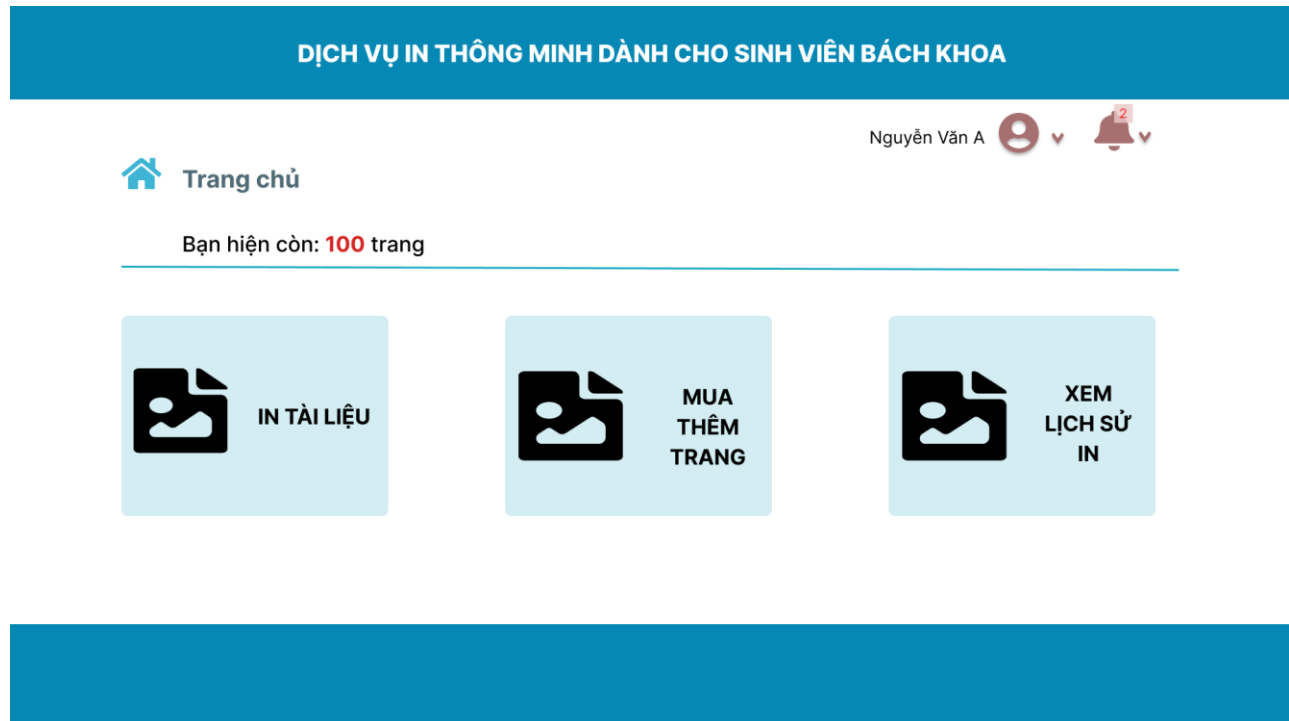 DỊCH VỤ IN THÔNG MINH DÀNH CHO SINH VIÊN BÁCH KHOA
Nguyễn Văn A
2
Trang chủ
Bạn hiện còn: 100 trang
IN TÀI LIỆU
MUA
THÊM
TRANG
XEM
LỊCH SỬ
IN